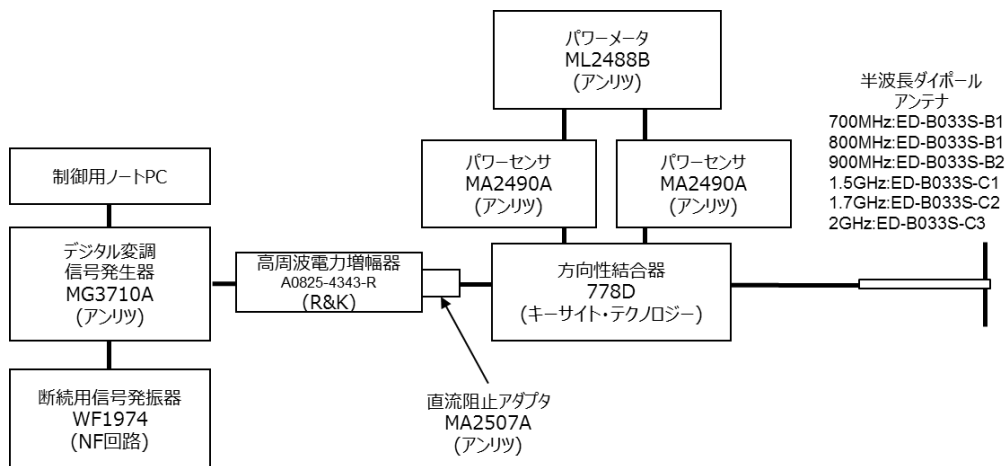 パワーメータ
ML2488B
(アンリツ)
半波長ダイポール
アンテナ
700MHz:ED-B033S-B1
800MHz:ED-B033S-B1
900MHz:ED-B033S-B2
1.5GHz:ED-B033S-C1
1.7GHz:ED-B033S-C2
2GHz:ED-B033S-C3
パワーセンサ
MA2490A
(アンリツ)
パワーセンサ
MA2490A
(アンリツ)
制御用ノートPC
デジタル変調
信号発生器
MG3710A
(アンリツ)
高周波電力増幅器
A0825-4343-R
(R&K)
方向性結合器
778D
(キーサイト・テクノロジー)
断続用信号発振器
WF1974
(NF回路)
直流阻止アダプタ
MA2507A
(アンリツ)